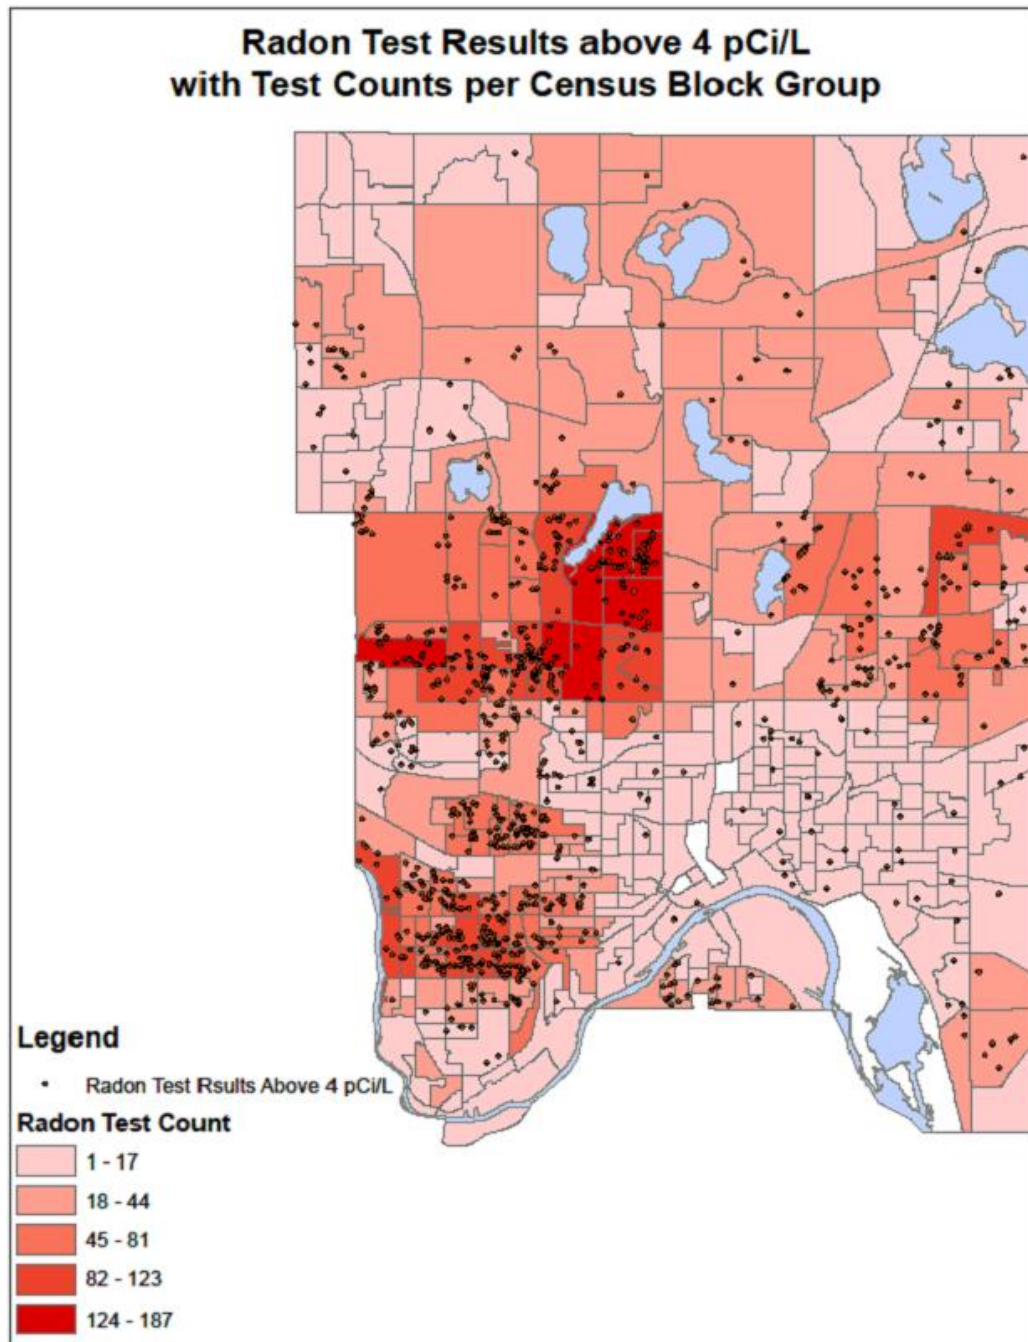 Radon Test Results above 4 pCi/L
with Test Counts per Census Block Group
Legend
Radon Test Rsults Above 4 pCi/L
Radon Test Count
1 - 17
18 - 44
45 - 81
82 - 123
124 - 187